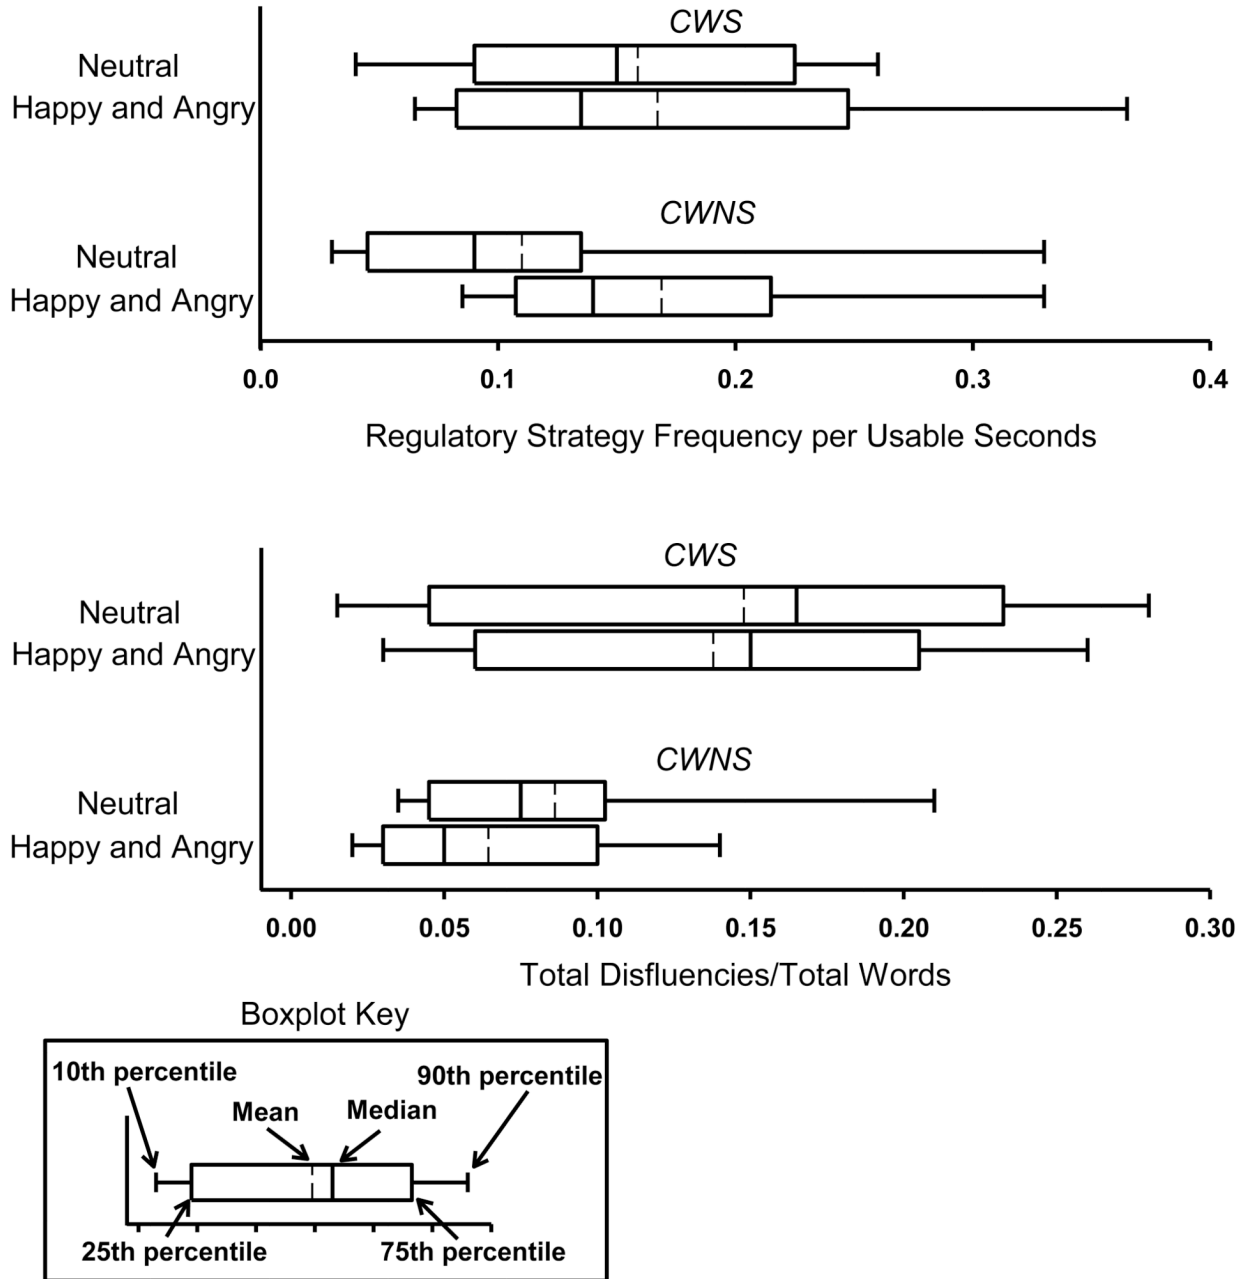 CWS
Neutral
Happy and Angry
CWNS
Neutral
Happy and Angry
0.0 0.1 0.2 0.3 0.4
Regulatory Strategy Frequency per Usable Seconds
CWS
Neutral
Happy and Angry
CWNS
Neutral
Happy and Angry
0.00 0.05 0.10 0.15 0.20 0.25 0.30
Total Disfluencies/Total Words
Boxplot Key
10th percentile 90th percentile
Mean Median
25th percentile 75th percentile